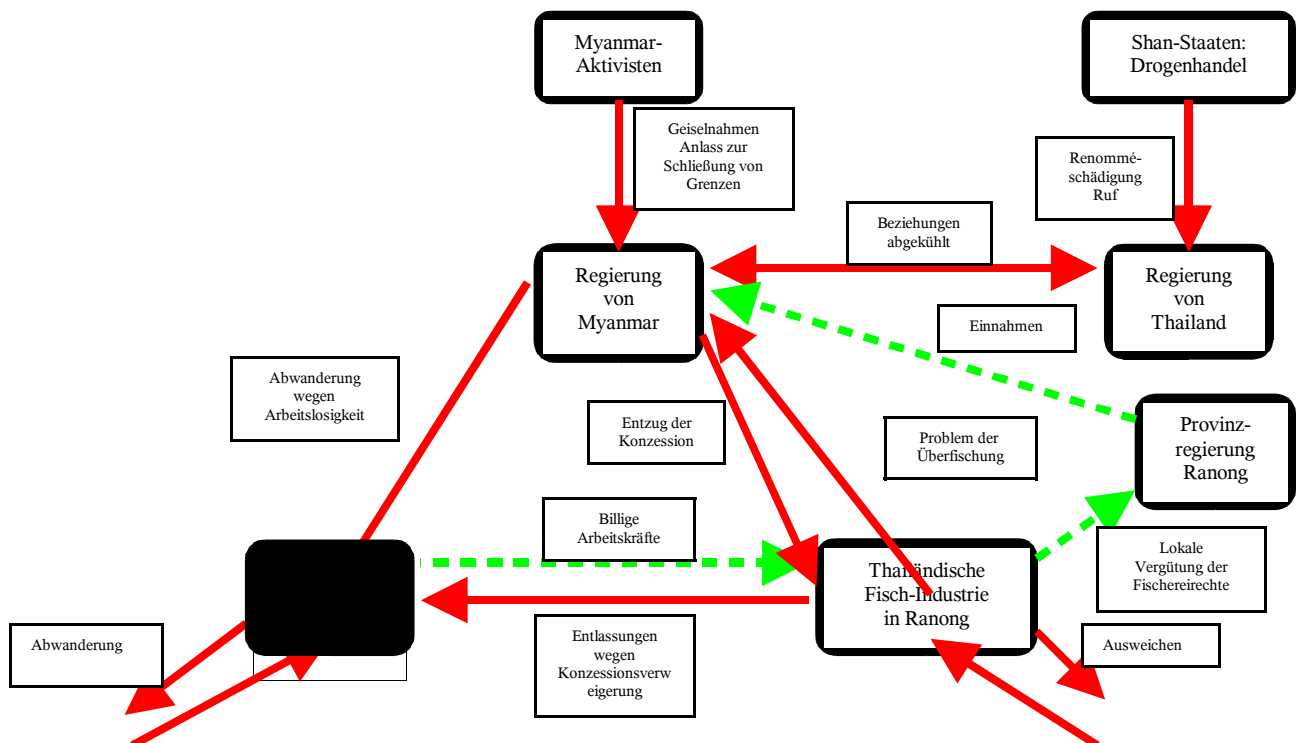 Myanmar-
Aktivisten
Shan-Staaten:
Drogenhandel
Geiselnahmen
Anlass zur
Schließung von
Grenzen
Renommé-
schädigung
Ruf
Beziehungen
abgekühlt
Regierung
von
Myanmar
Regierung
von
Thailand
Einnahmen
Abwanderung
wegen
Arbeitslosigkeit
Entzug der
Konzession
Problem der
Überfischung
Provinz-
regierung
Ranong
Billige
Arbeitskräfte
Thailändische
Fisch-Industrie
in Ranong
Lokale
Vergütung der
Fischereirechte
Abwanderung
Entlassungen
wegen
Konzessionsverw
eigerung
Ausweichen